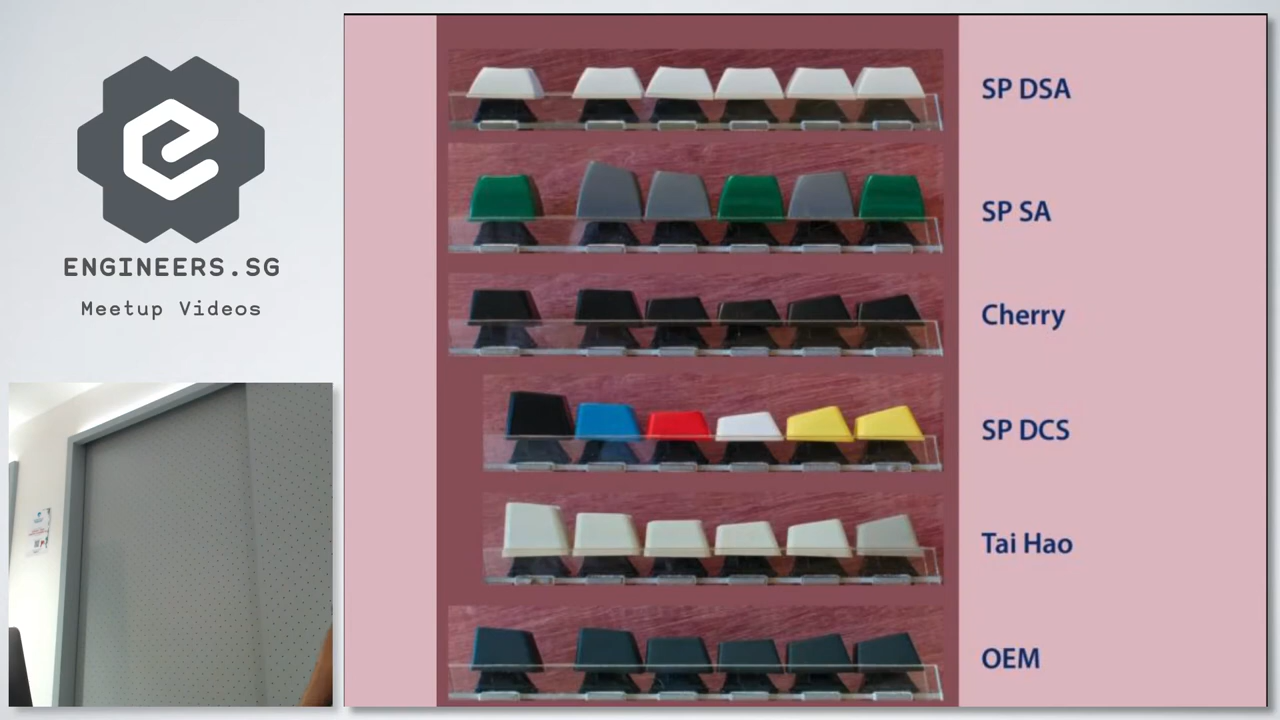 ENGINEERS.SG
Meetup Videos
SP DSA
SP SA
Cherry
SP DCS
Tai Hao
OEM